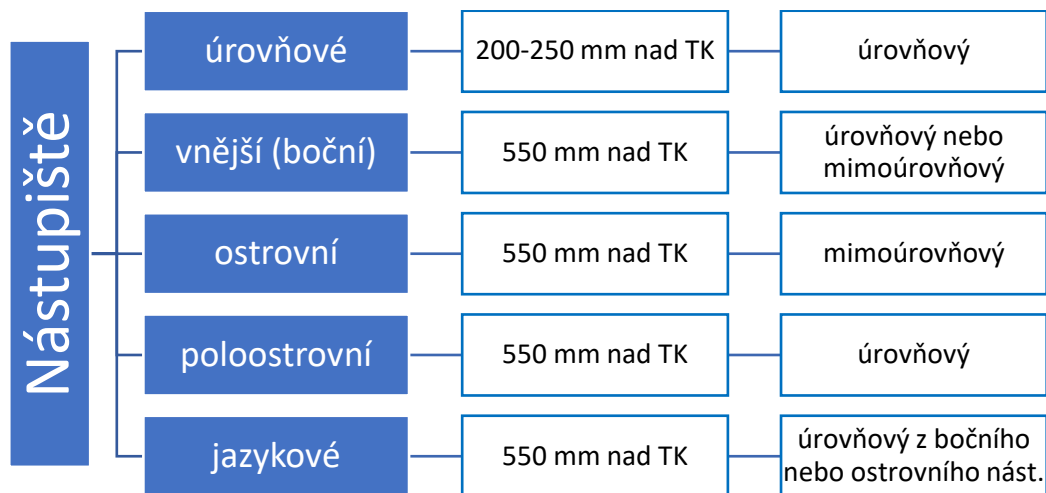 Nástupiště
úrovňové
200-250 mm nad TK
úrovňový
vnější (boční)
550 mm nad TK
úrovňový nebo
mimoúrovňový
ostrovní
550 mm nad TK
mimoúrovňový
poloostrovní
550 mm nad TK
úrovňový
jazykové
550 mm nad TK
úrovňový z bočního
nebo ostrovního nást.